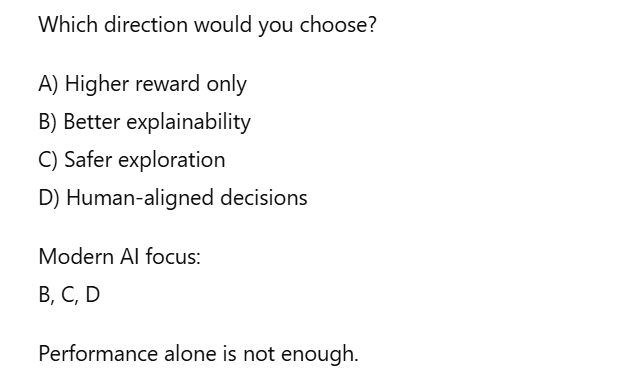 Which direction would you choose?
A) Higher reward only
B) Better explainability
C) Safer exploration
D) Human-aligned decisions
Modern AI focus:
B, C, D
Performance alone is not enough.